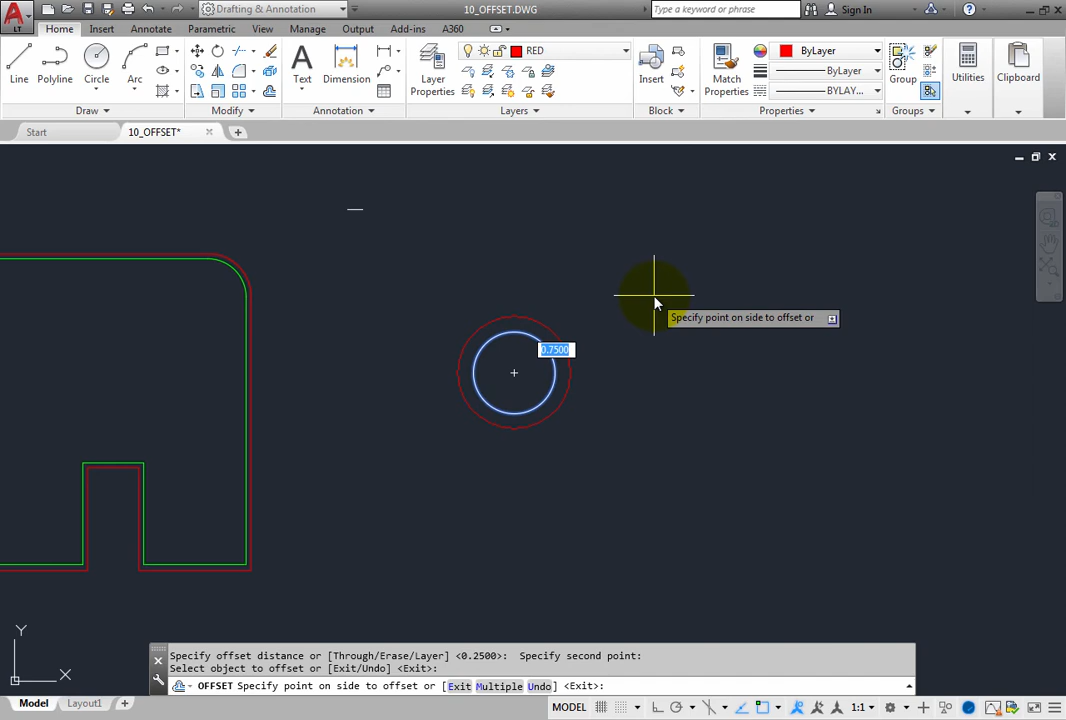 Drafting & Annotation
10_OFFSET.DWG
Type a keyword or phrase
Sign In
LT
Home
Insert
Annotate
Parametric
View
Manage
Output
Add-ins
A360
Line
Polyline
Circle
Arc
Draw
Modify
Text
Dimension
Annotation
Layer
Properties
RED
Layers
Insert
Block
Match
Properties
ByLayer
ByLayer
BYLAY...
Properties
Group
Groups
Utilities
Clipboard
Start
10_OFFSET*
0.7500
Specify point on side to offset or
Y
X
Specify offset distance or [Through/Erase/Layer] <0.2500>:  Specify second point:
Select object to offset or [Exit/Undo] <Exit>:
OFFSET Specify point on side to offset or [Exit Multiple Undo] <Exit>:
Model
Layout1
MODEL
1:1